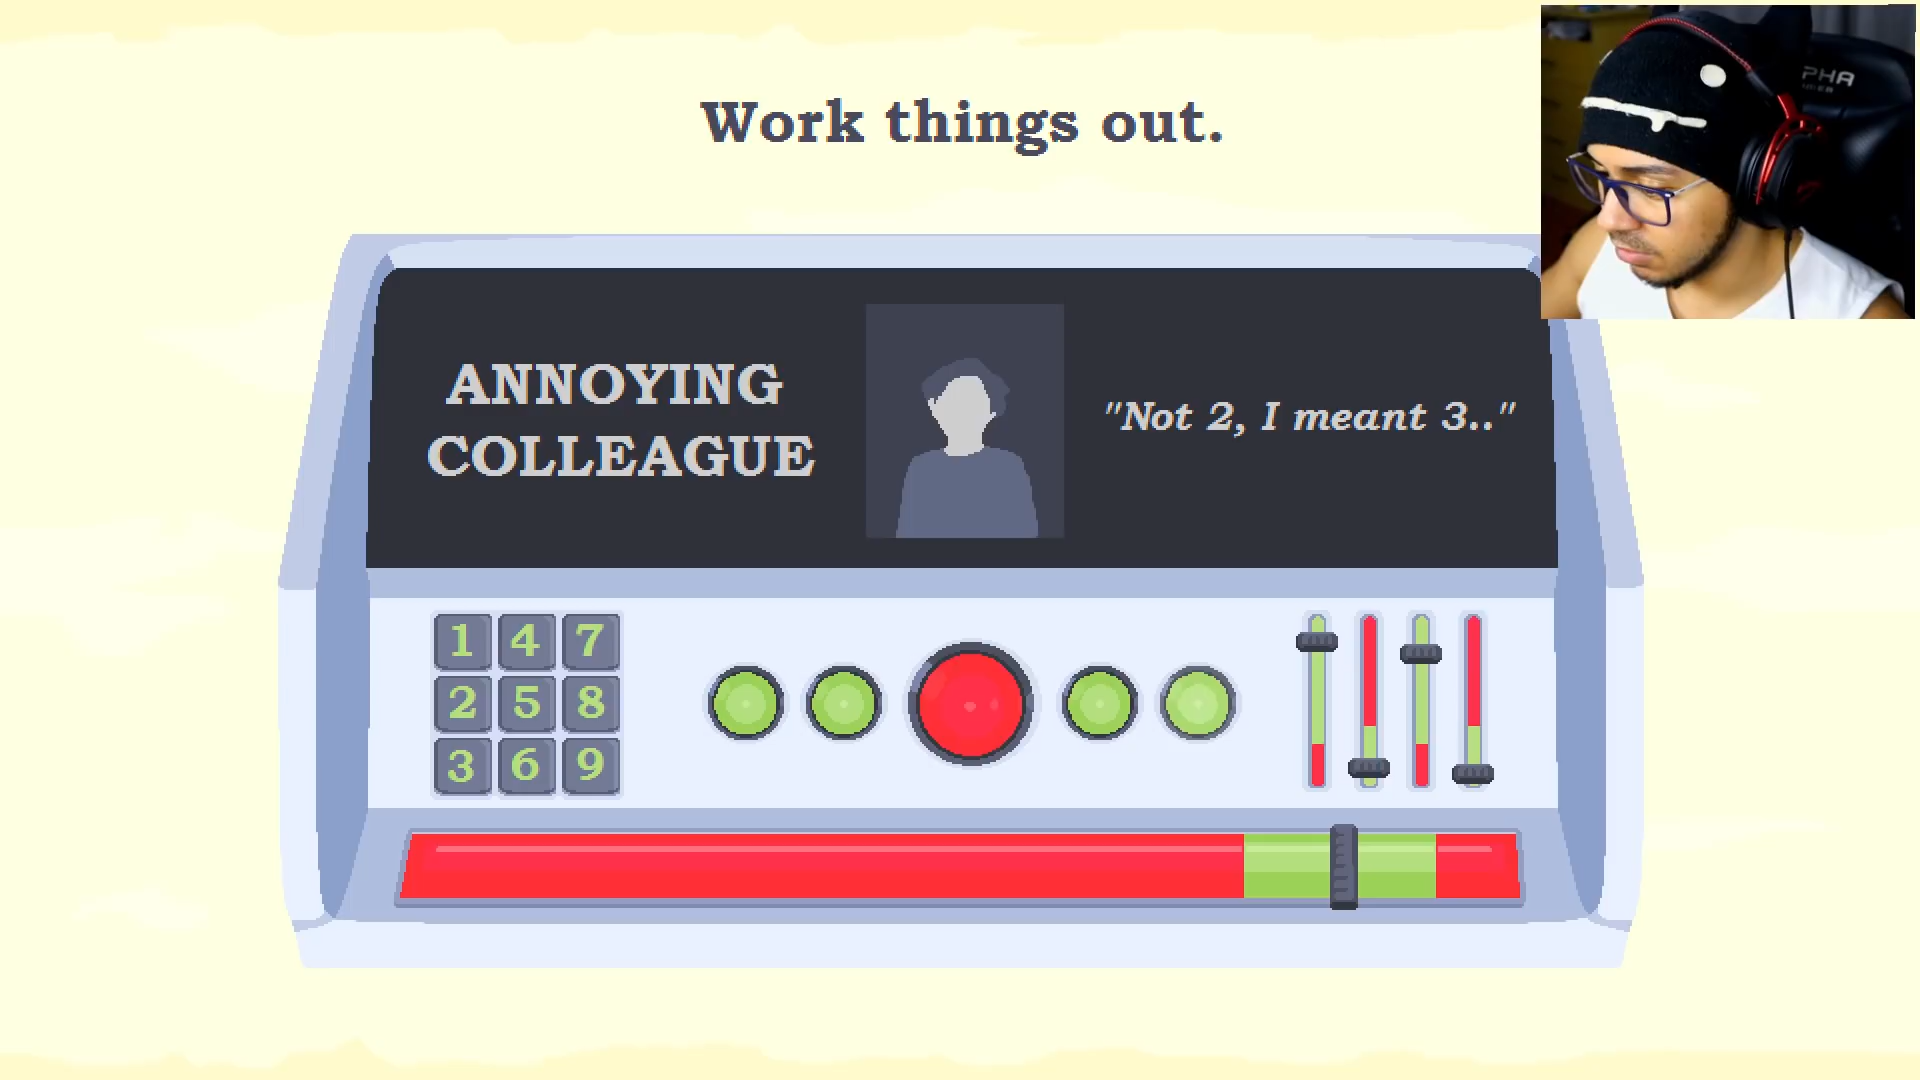 Work things out.
ANNOYING
COLLEAGUE
"Not 2, I meant 3.."
1 4 7
2 5 8
3 6 9